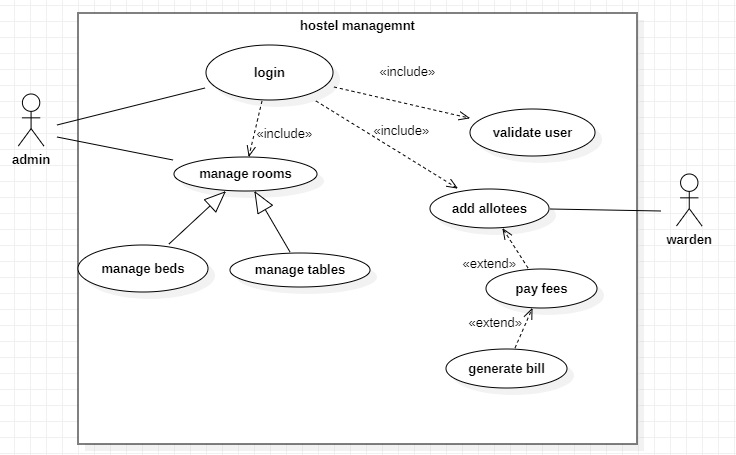 hostel managemnt
login
«include»
«include»
«include»
validate user
admin
manage rooms
add allotees
warden
manage beds
manage tables
«extend»
pay fees
«extend»
generate bill